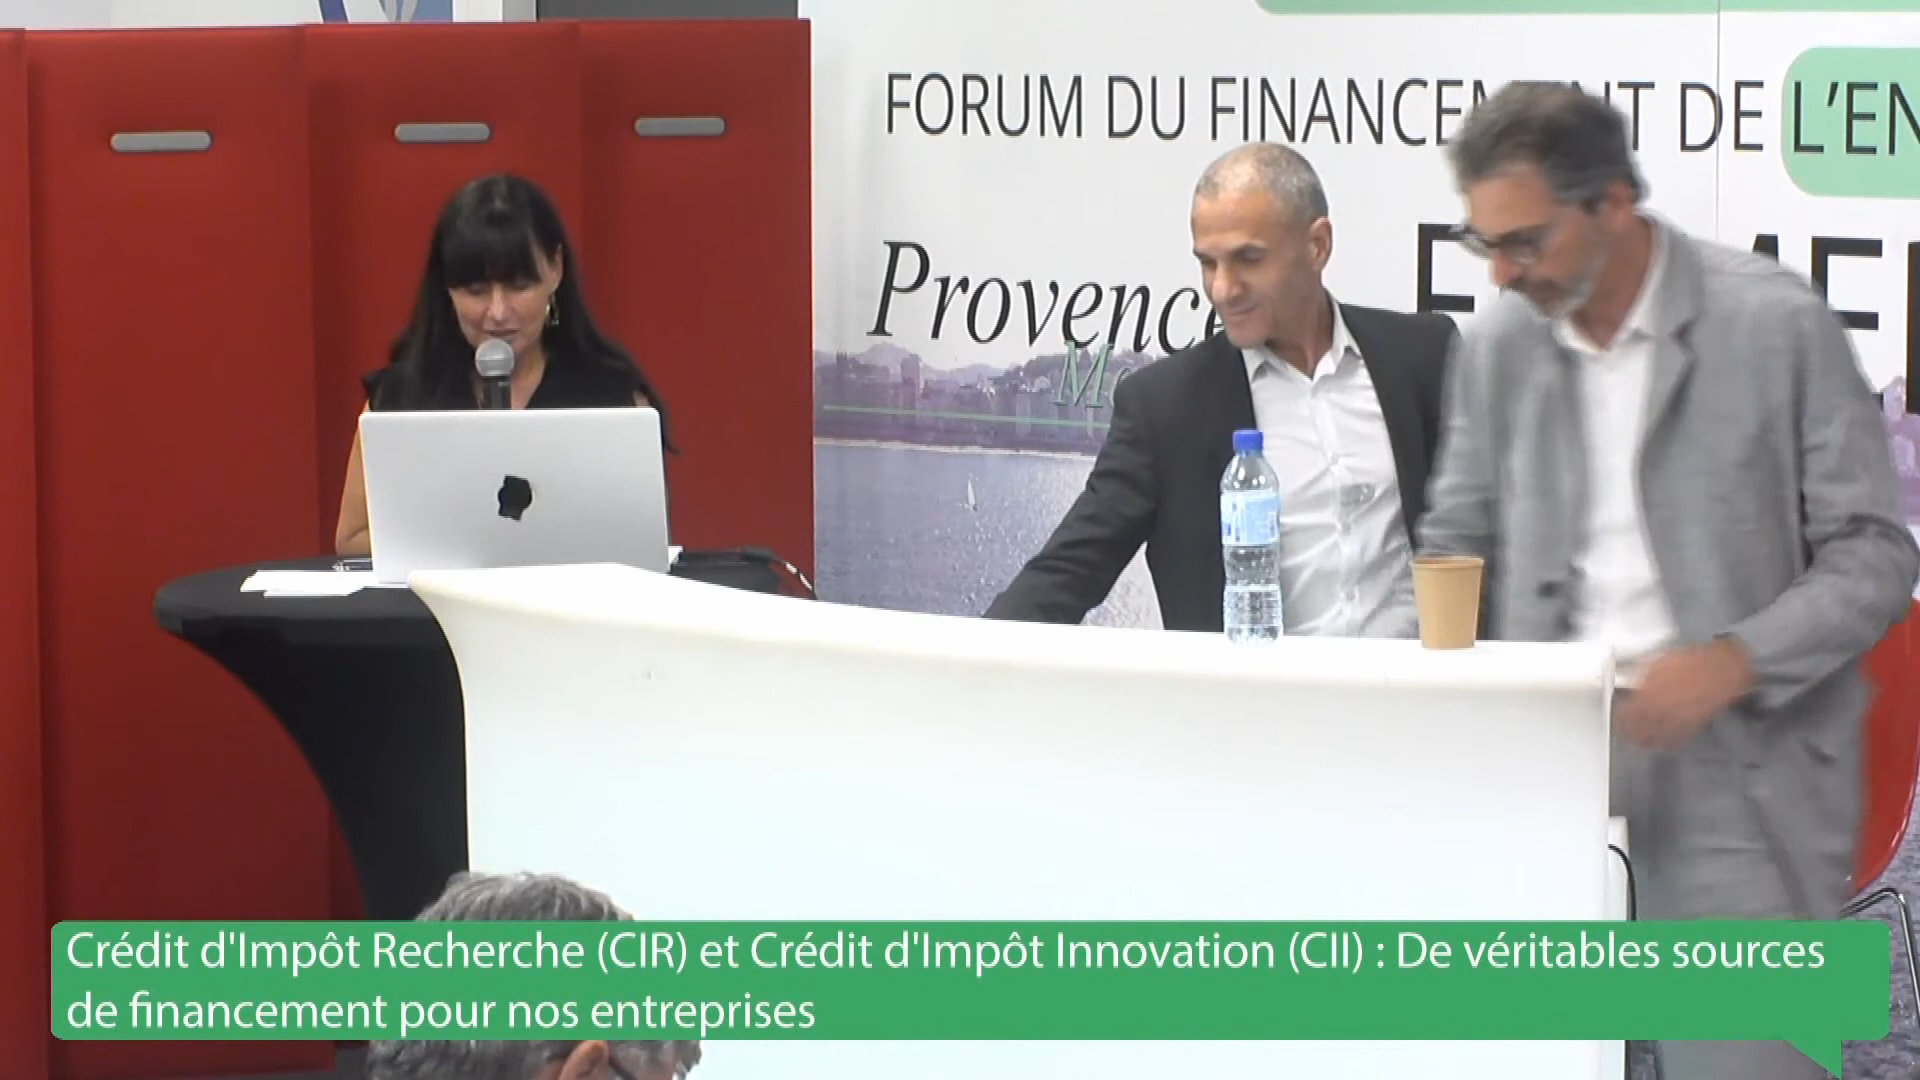 FORUM DU FINANCEMENT DE L'EN
Provence
Crédit d'Impôt Recherche (CIR) et Crédit d'Impôt Innovation (CII) : De véritables sources
de financement pour nos entreprises